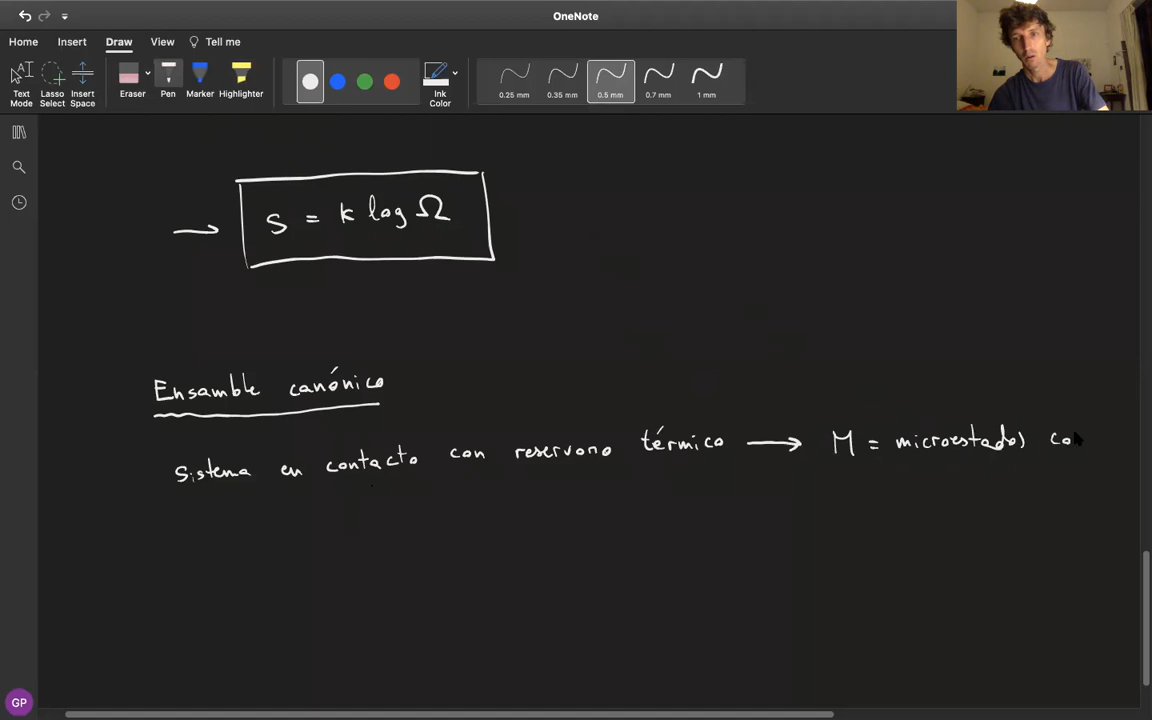 OneNote
Home Insert Draw View Tell me
Text Mode Lasso Select Insert Space Eraser Pen Marker Highlighter Ink Color 0.25 mm 0.35 mm 0.5 mm 0.7 mm 1 mm
→ S = k log Ω
Ensamble canónico
Sistema en contacto con reservorio térmico → M = microestados co
GP